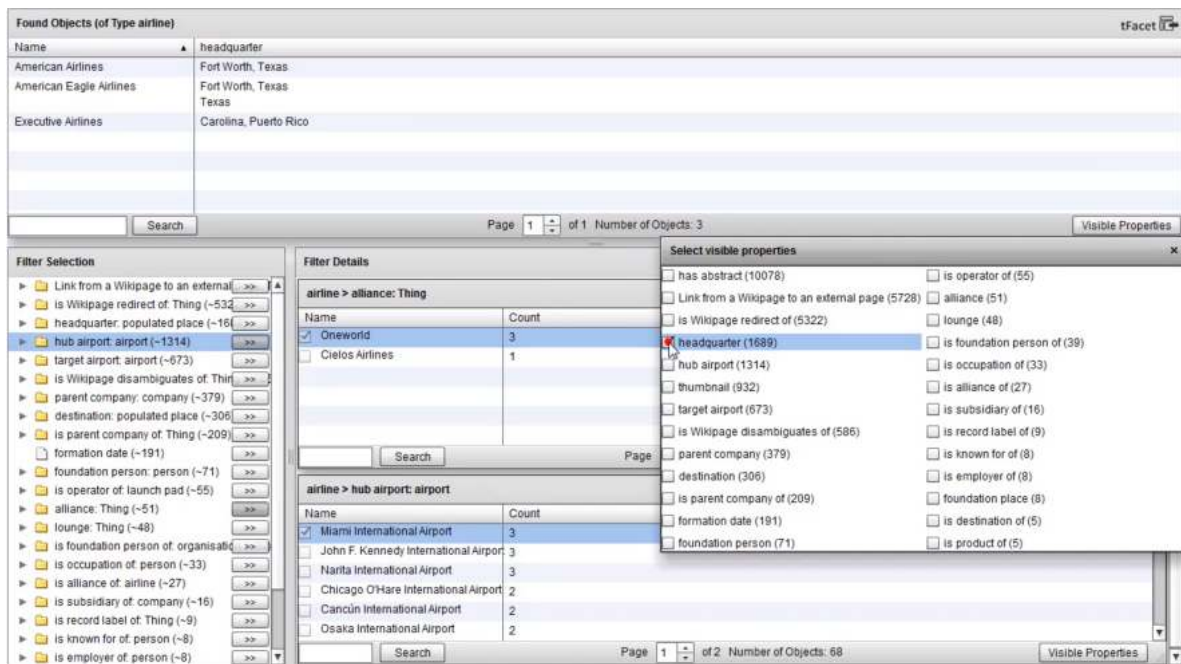 Found Objects (of Type airline)
tFacet
Name headquarter
American Airlines Fort Worth, Texas
American Eagle Airlines Fort Worth, Texas
Texas
Executive Airlines Carolina, Puerto Rico
Search Page 1 of 1 Number of Objects: 3 Visible Properties
Filter Selection
Link from a Wikipage to an external >>
is Wikipage redirect of: Thing (~532 >>
headquarter: populated place (~16 >>
hub airport: airport (~1314) >>
target airport: airport (~673) >>
is Wikipage disambiguates of: Thin >>
parent company: company (~379) >>
destination: populated place (~306 >>
is parent company of: Thing (~209) >>
formation date (~191) >>
foundation person: person (~71) >>
is operator of: launch pad (~55) >>
alliance: Thing (~51) >>
lounge: Thing (~48) >>
is foundation person of: organisatio >>
is occupation of: person (~33) >>
is alliance of: airline (~27) >>
is subsidiary of: company (~16) >>
is record label of: Thing (~9) >>
is known for of: person (~8) >>
is employer of: person (~8) >>
Filter Details
airline > alliance: Thing
Name Count
Oneworld 3
Cielos Airlines 1
Search Page
airline > hub airport: airport
Name Count
Miami International Airport 3
John F. Kennedy International Airport 3
Narita International Airport 3
Chicago O'Hare International Airport 2
Cancún International Airport 2
Osaka International Airport 2
Search Page 1 of 2 Number of Objects: 68 Visible Properties
Select visible properties ×
has abstract (10078)
Link from a Wikipage to an external page (5728)
is Wikipage redirect of (5322)
headquarter (1689)
hub airport (1314)
thumbnail (932)
target airport (673)
is Wikipage disambiguates of (586)
parent company (379)
destination (306)
is parent company of (209)
formation date (191)
foundation person (71)
is operator of (55)
alliance (51)
lounge (48)
is foundation person of (39)
is occupation of (33)
is alliance of (27)
is subsidiary of (16)
is record label of (9)
is known for of (8)
is employer of (8)
foundation place (8)
is destination of (5)
is product of (5)